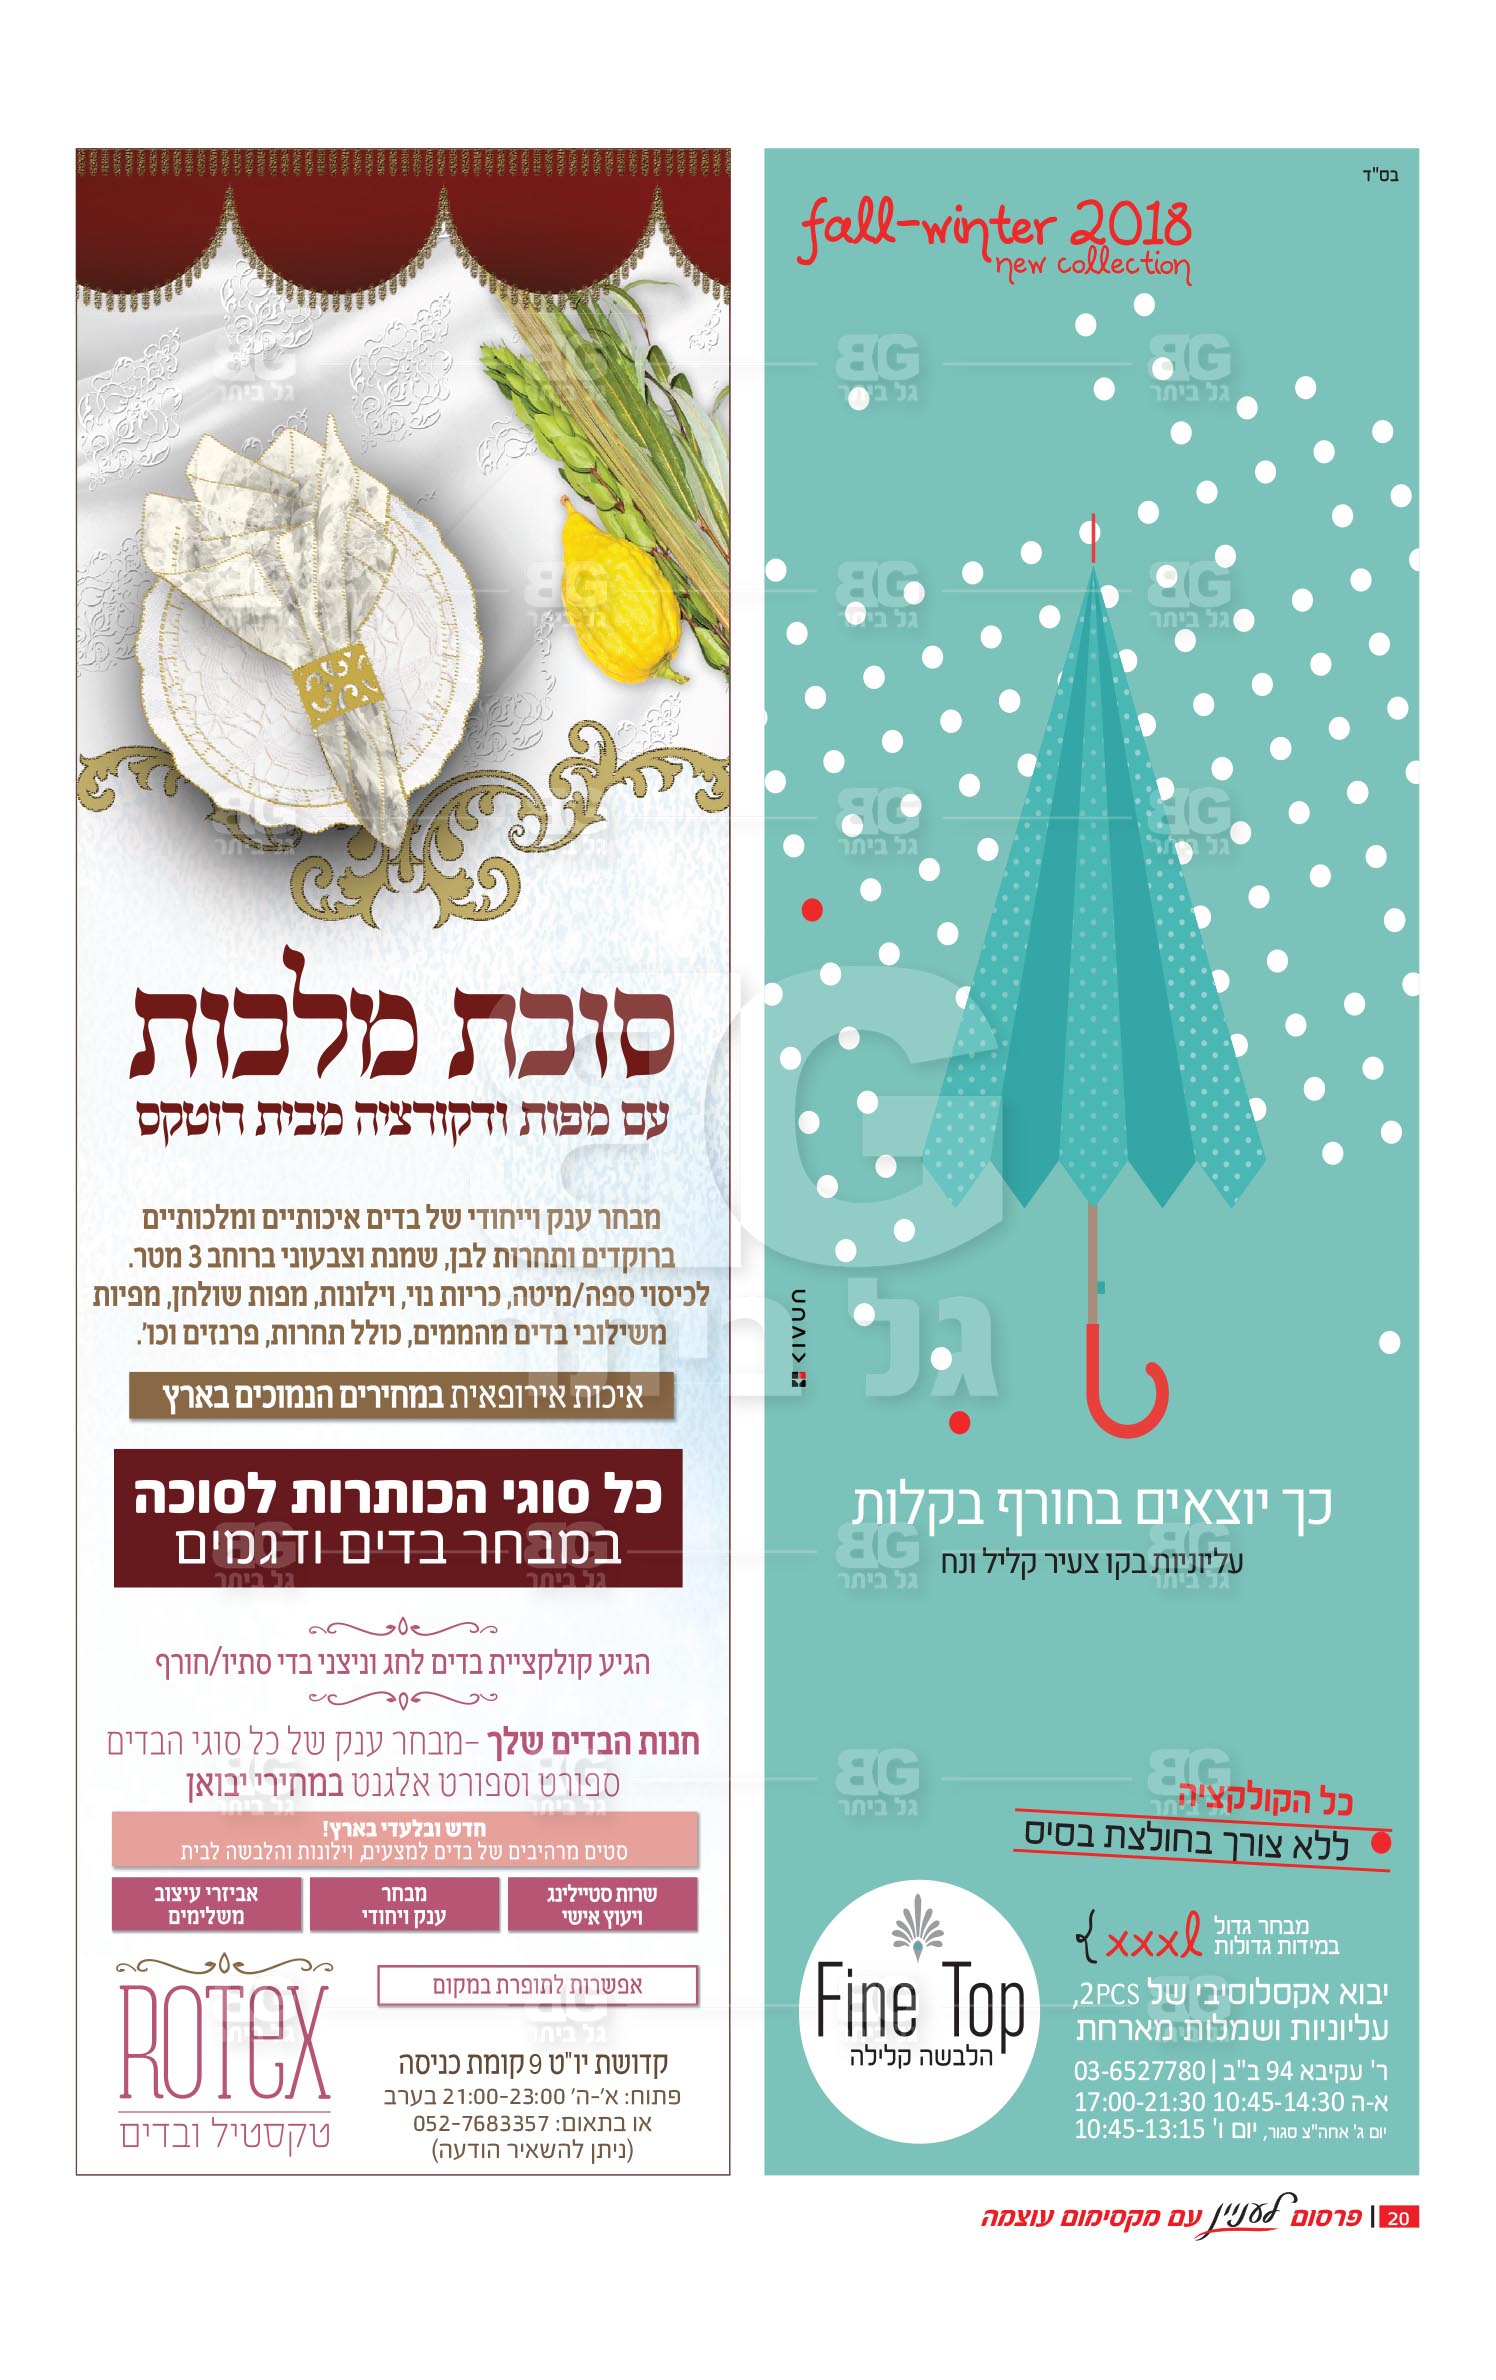 בס"ד
fall-winter 2018
new collection
KIVUN
כך יוצאים בחורף בקלות
עליוניות בקו צעיר קליל ונח
כל הקולקציה
ללא צורך בחולצת בסיס
מבחר גדול
במידות גדולות
xxxl
Fine Top
הלבשה קלילה
יבוא אקסלוסיבי של 2PCS,
עליוניות ושמלות מארחת
ר' עקיבא 94 ב"ב | 03-6527780
א-ה 10:45-14:30 17:00-21:30
יום ג' אחה"צ סגור, יום ו' 10:45-13:15
סוכת מלכות
עם מפות ודקורציה מבית רוטקס
מבחר ענק וייחודי של בדים איכותיים ומלכותיים
ברוקדים ותחרות לבן, שמנת וצבעוני ברוחב 3 מטר.
לכיסוי ספה/מיטה, כריות נוי, וילונות, מפות שולחן, מפיות
משילובי בדים מהממים, כולל תחרות, פרנזים וכו'.
איכות אירופאית במחירים הנמוכים בארץ
כל סוגי הכותרות לסוכה
במבחר בדים ודגמים
הגיע קולקציית בדים לחג וניצני בדי סתיו/חורף
חנות הבדים שלך - מבחר ענק של כל סוגי הבדים
ספורט וספורט אלגנט במחירי יבואן
חדש ובלעדי בארץ!
סטים מרהיבים של בדים למצעים, וילונות והלבשה לבית
שרות סטיילינג
ויעוץ אישי
מבחר
ענק ויחודי
אביזרי עיצוב
משלימים
אפשרות לתופרת במקום
ROTEX
טקסטיל ובדים
קדושת יו"ט 9 קומת כניסה
פתוח: א'-ה' 21:00-23:00 בערב
או בתאום: 052-7683357
(ניתן להשאיר הודעה)
20 | פרסום לעניין עם מקסימום עוצמה
BG
גל ביתר